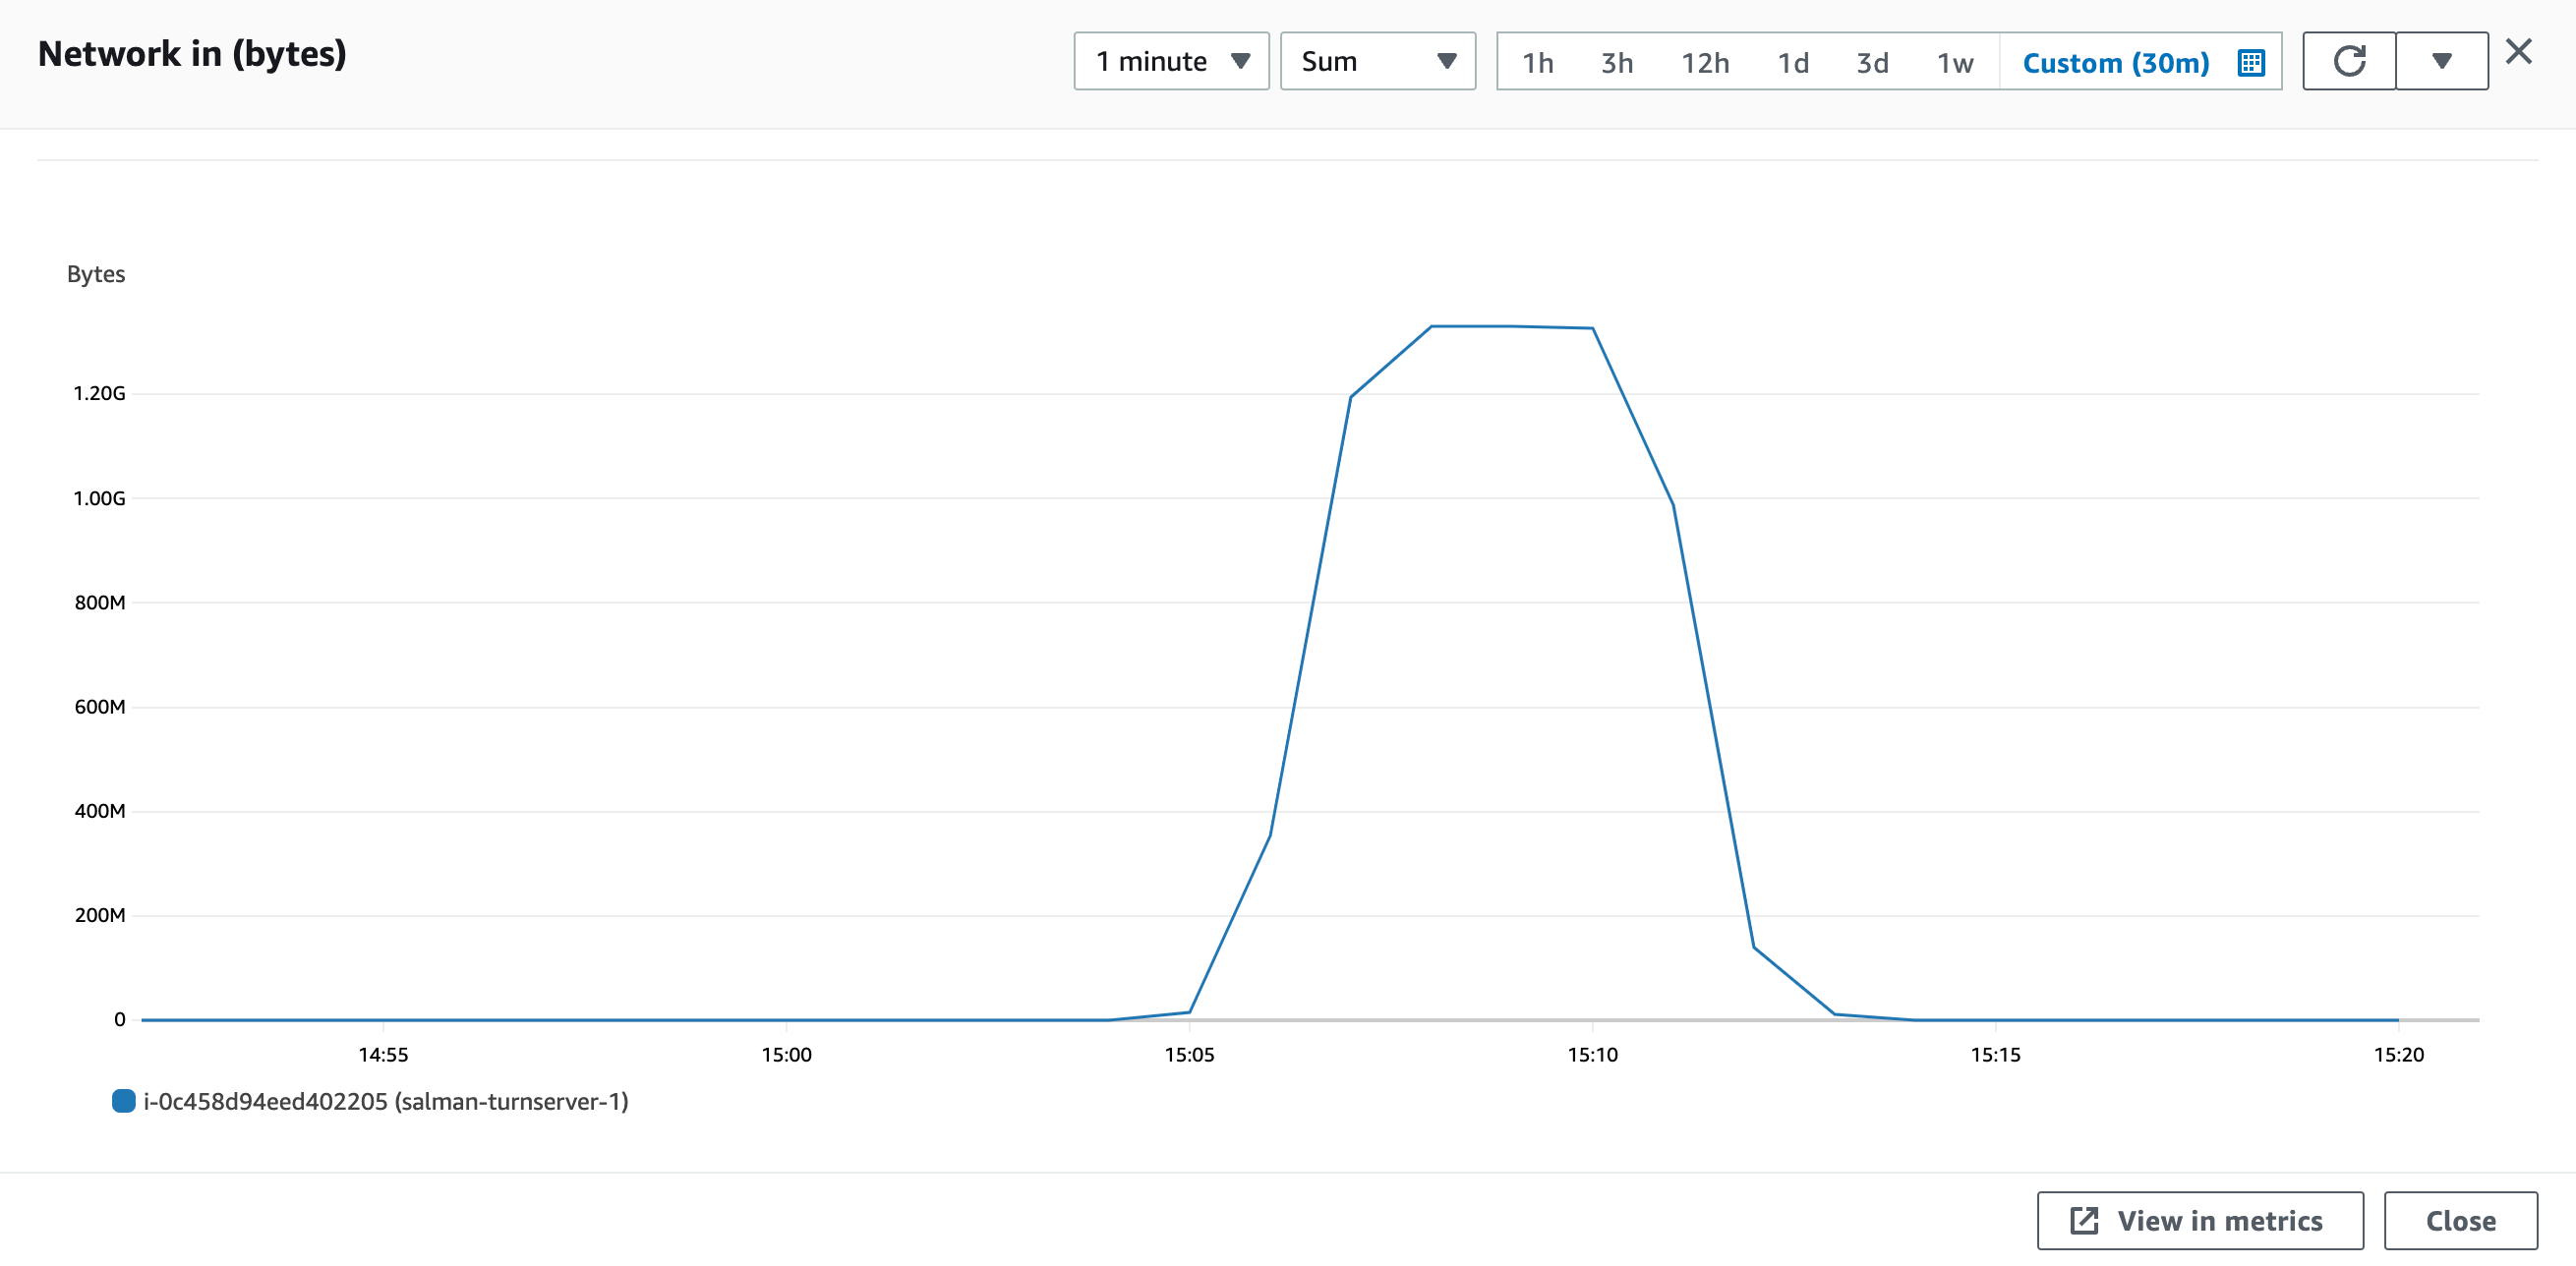 Network in (bytes)
1 minute
Sum
1h 3h 12h 1d 3d 1w Custom (30m)
Bytes
1.20G
1.00G
800M
600M
400M
200M
0
14:55 15:00 15:05 15:10 15:15 15:20
i-0c458d94eed402205 (salman-turnserver-1)
View in metrics
Close